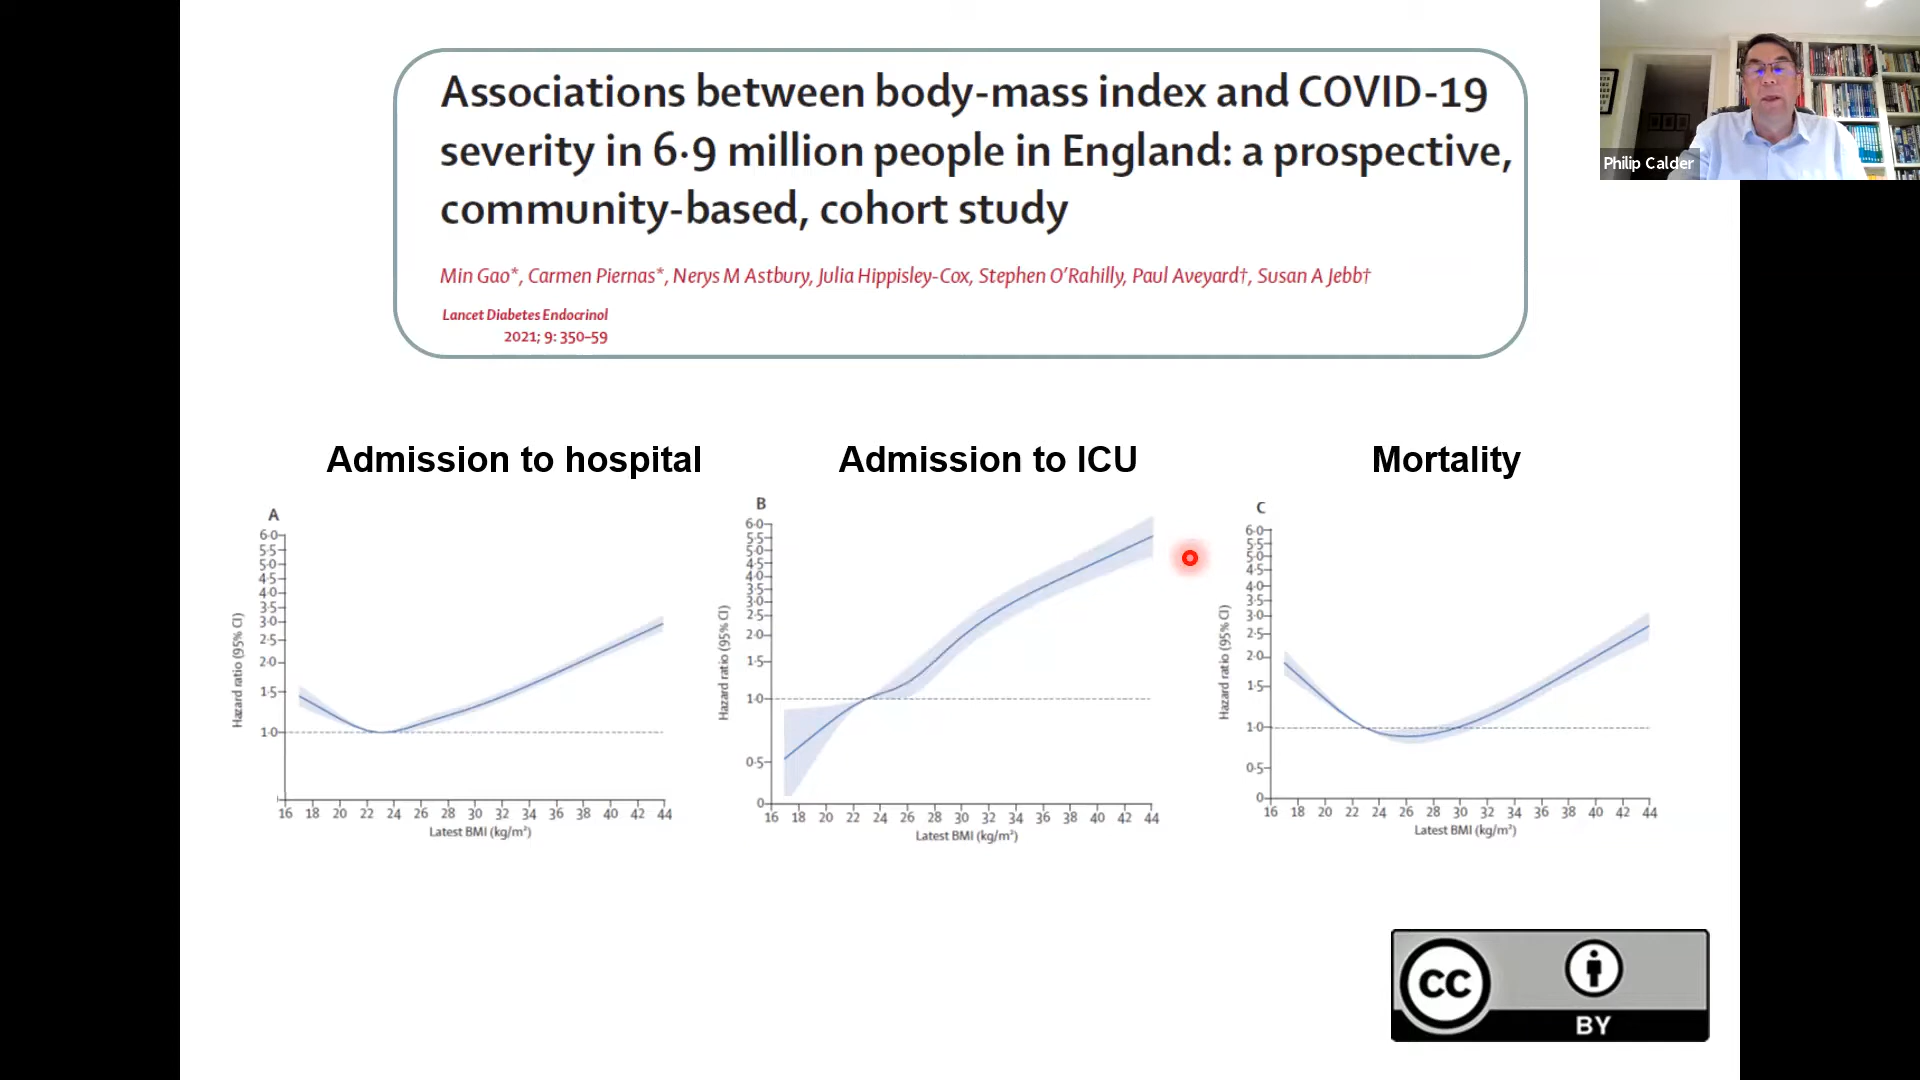 Associations between body-mass index and COVID-19
severity in 6·9 million people in England: a prospective,
community-based, cohort study
Min Gao*, Carmen Piernas*, Nerys M Astbury, Julia Hippisley-Cox, Stephen O’Rahilly, Paul Aveyard†, Susan A Jebb†
Lancet Diabetes Endocrinol
2021; 9: 350–59
Philip Calder
Admission to hospital
A
Hazard ratio (95% CI)
6·0
5·5
5·0
4·5
4·0
3·5
3·0
2·5
2·0
1·5
1·0
16 18 20 22 24 26 28 30 32 34 36 38 40 42 44
Latest BMI (kg/m²)
Admission to ICU
B
Hazard ratio (95% CI)
6·0
5·5
5·0
4·5
4·0
3·5
3·0
2·5
2·0
1·5
1·0
0·5
0
16 18 20 22 24 26 28 30 32 34 36 38 40 42 44
Latest BMI (kg/m²)
Mortality
C
Hazard ratio (95% CI)
6·0
5·5
5·0
4·5
4·0
3·5
3·0
2·5
2·0
1·5
1·0
0·5
0
16 18 20 22 24 26 28 30 32 34 36 38 40 42 44
Latest BMI (kg/m²)
CC
BY